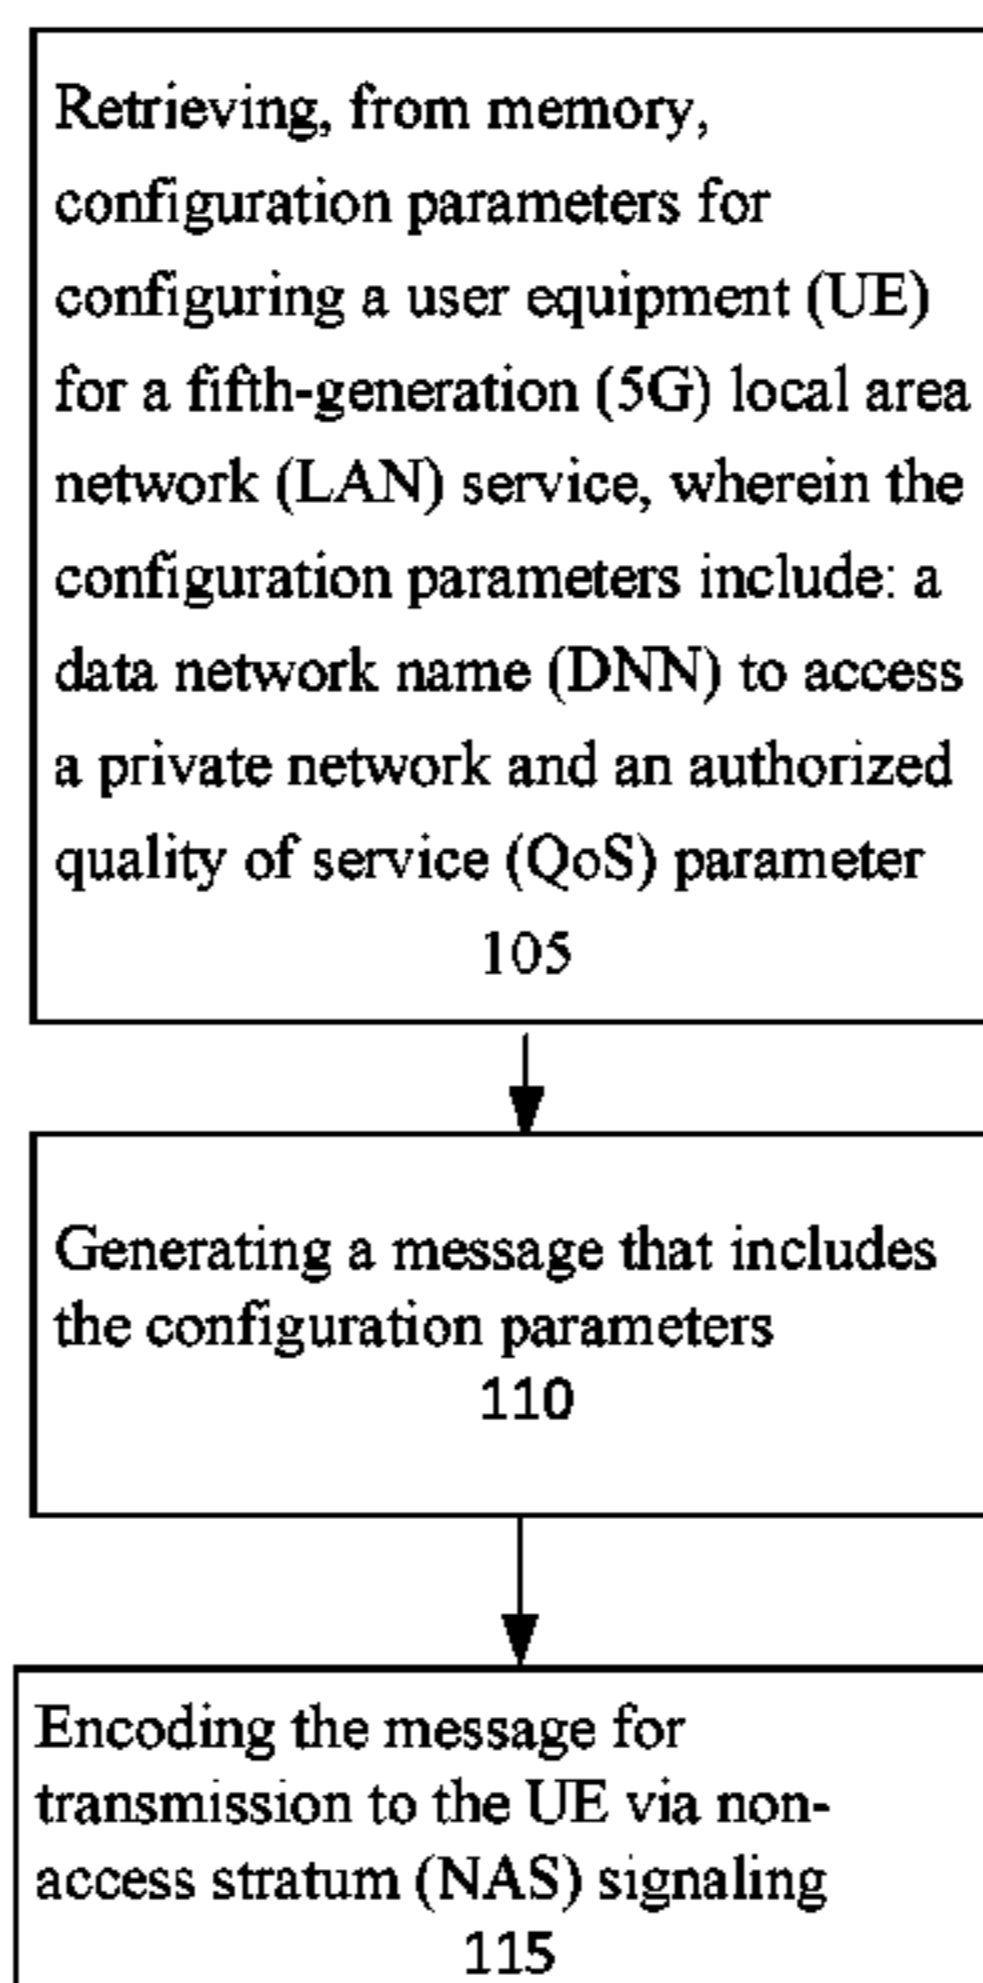 Retrieving, from memory,
configuration parameters for
configuring a user equipment (UE)
for a fifth-generation (5G) local area
network (LAN) service, wherein the
configuration parameters include: a
data network name (DNN) to access
a private network and an authorized
quality of service (QoS) parameter
105
Generating a message that includes
the configuration parameters
110
Encoding the message for
transmission to the UE via non-
access stratum (NAS) signaling
115